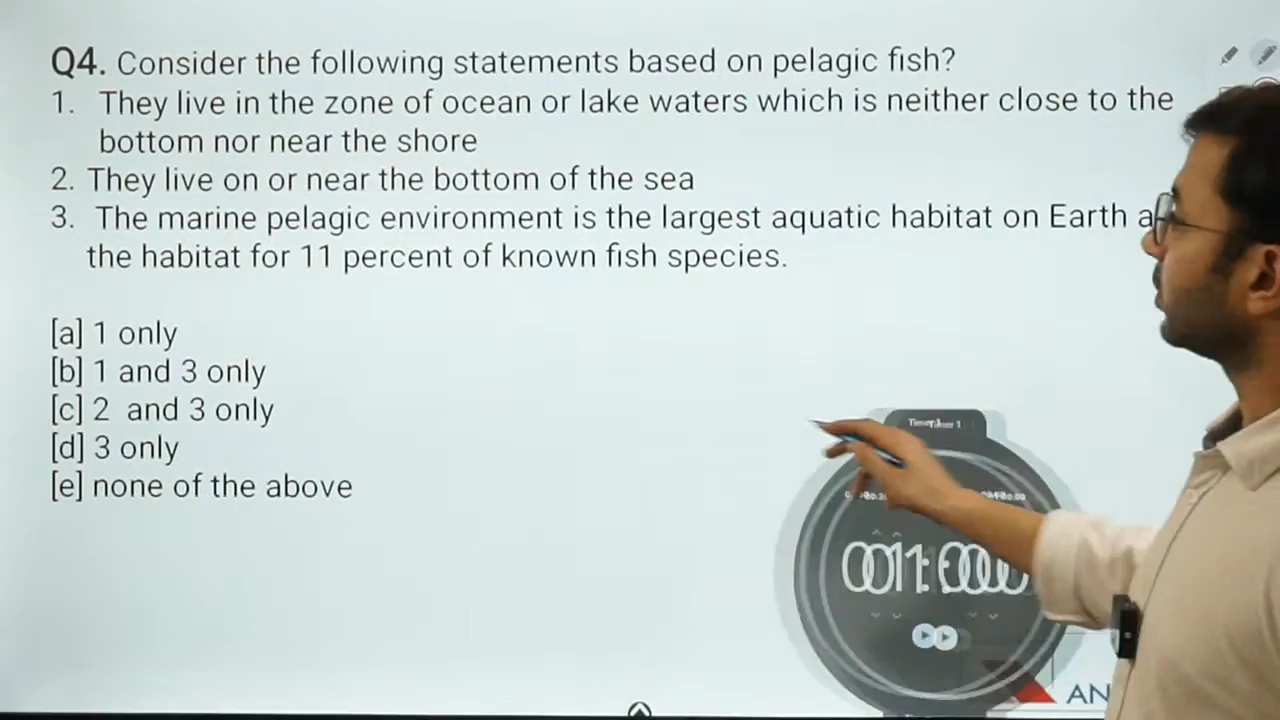 Q4. Consider the following statements based on pelagic fish?
1. They live in the zone of ocean or lake waters which is neither close to the
bottom nor near the shore
2. They live on or near the bottom of the sea
3. The marine pelagic environment is the largest aquatic habitat on Earth
the habitat for 11 percent of known fish species.
[a] 1 only
[b] 1 and 3 only
[c] 2 and 3 only
[d] 3 only
[e] none of the above
AN